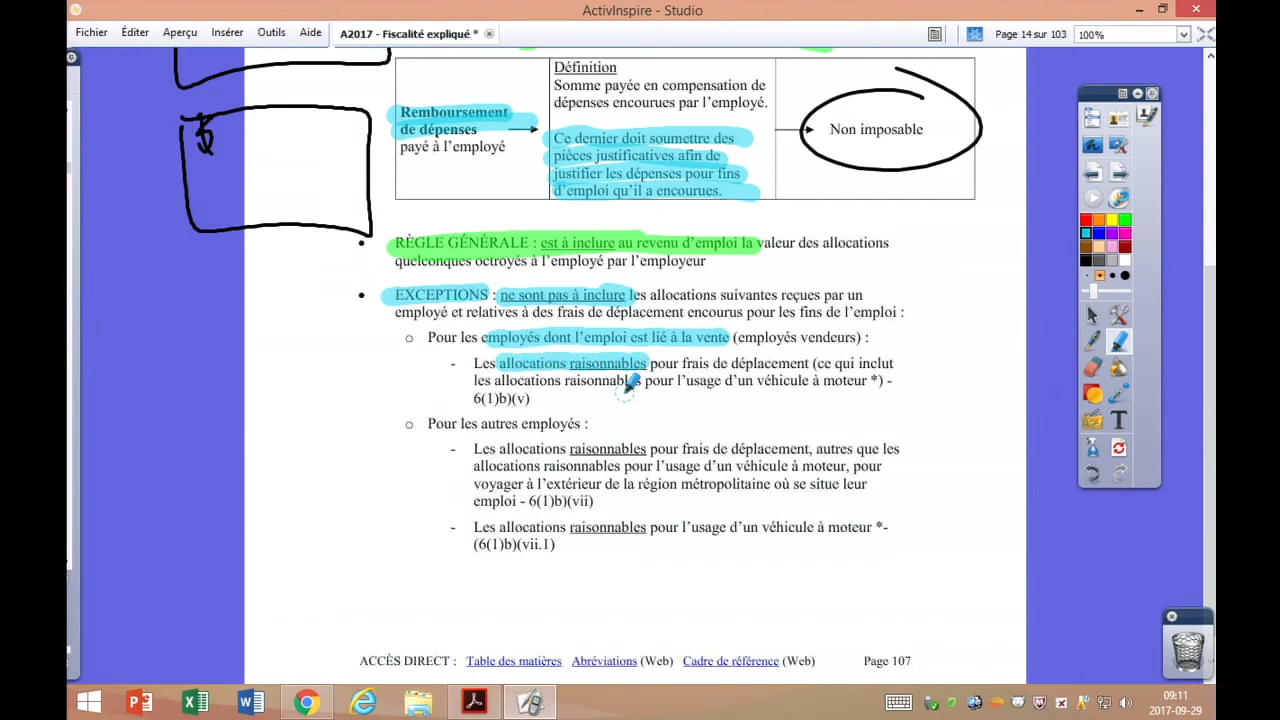 ActivInspire - Studio
Fichier Éditer Aperçu Insérer Outils Aide A2017 - Fiscalité expliqué * Page 14 sur 103 100%
Définition
Somme payée en compensation de
dépenses encourues par l'employé.
Remboursement
de dépenses
payé à l'employé
Ce dernier doit soumettre des
pièces justificatives afin de
justifier les dépenses pour fins
d'emploi qu'il a encourues.
Non imposable
$
• RÈGLE GÉNÉRALE : est à inclure au revenu d'emploi la valeur des allocations
quelconques octroyés à l'employé par l'employeur
• EXCEPTIONS : ne sont pas à inclure les allocations suivantes reçues par un
employé et relatives à des frais de déplacement encourus pour les fins de l'emploi :
o Pour les employés dont l'emploi est lié à la vente (employés vendeurs) :
- Les allocations raisonnables pour frais de déplacement (ce qui inclut
les allocations raisonnables pour l'usage d'un véhicule à moteur *) -
6(1)b)(v)
o Pour les autres employés :
- Les allocations raisonnables pour frais de déplacement, autres que les
allocations raisonnables pour l'usage d'un véhicule à moteur, pour
voyager à l'extérieur de la région métropolitaine où se situe leur
emploi - 6(1)b)(vii)
- Les allocations raisonnables pour l'usage d'un véhicule à moteur *-
(6(1)b)(vii.1)
ACCÈS DIRECT : Table des matières Abréviations (Web) Cadre de référence (Web) Page 107
09:11
2017-09-29